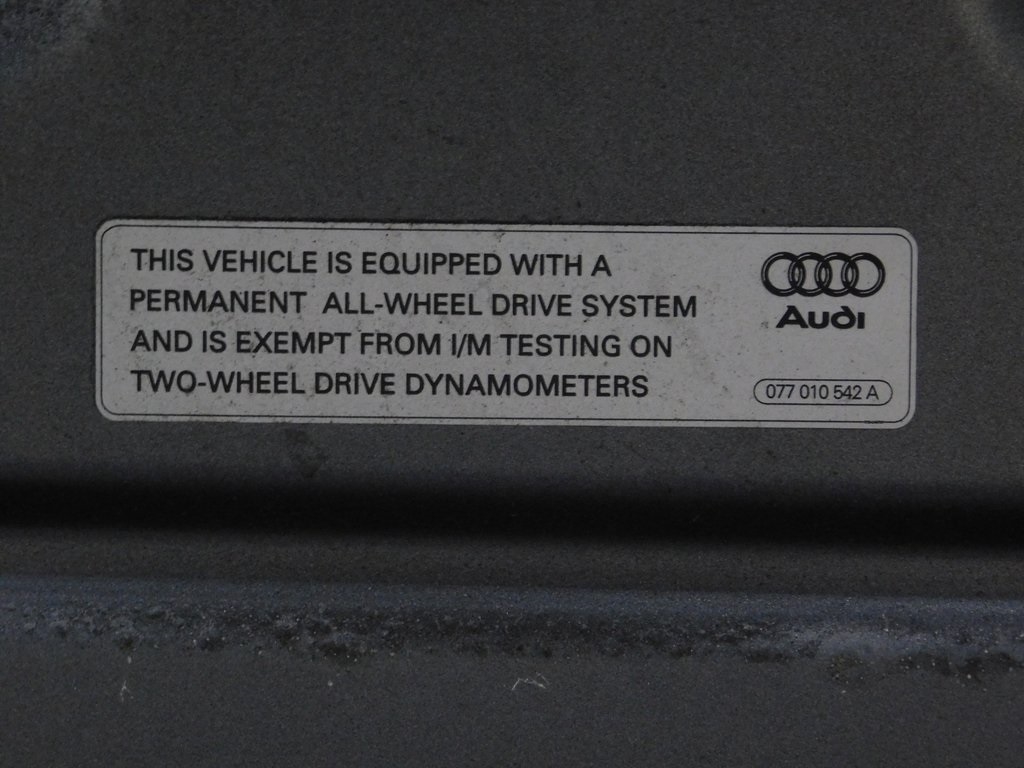 THIS VEHICLE IS EQUIPPED WITH A
PERMANENT ALL-WHEEL DRIVE SYSTEM
AND IS EXEMPT FROM I/M TESTING ON
TWO-WHEEL DRIVE DYNAMOMETERS
Audi
077 010 542 A